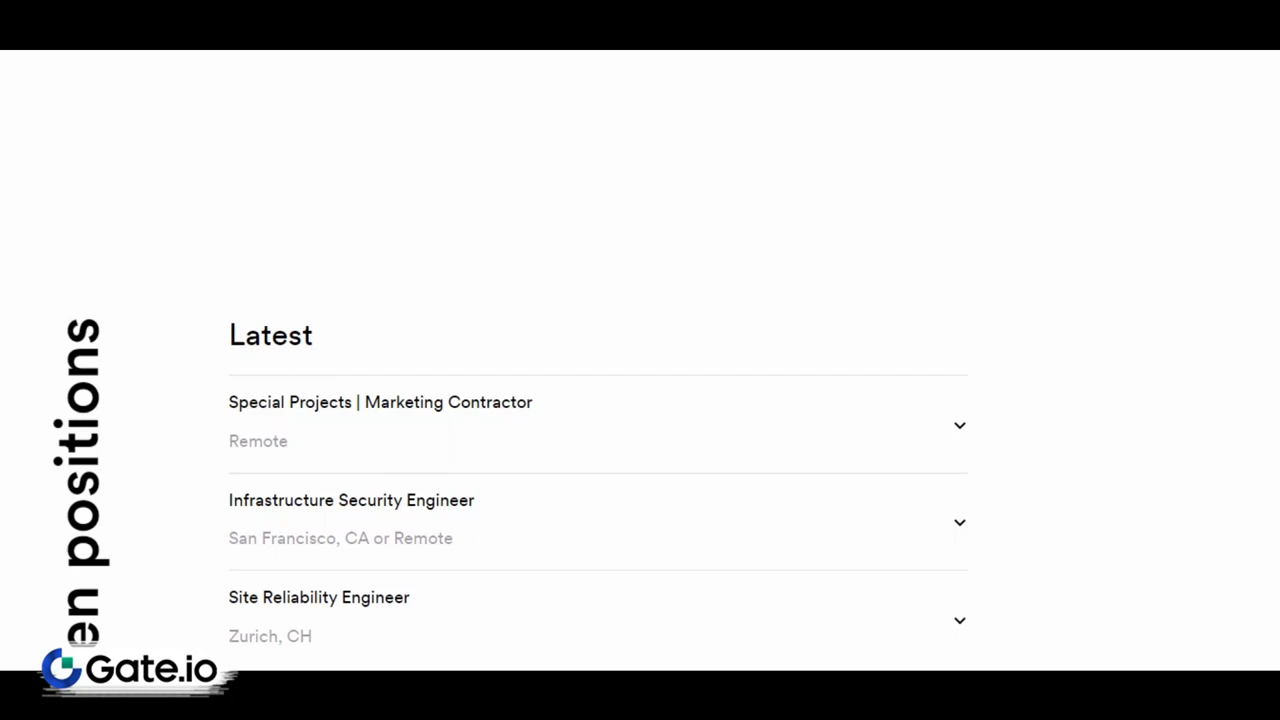 en positions
Latest
Special Projects | Marketing Contractor
Remote
Infrastructure Security Engineer
San Francisco, CA or Remote
Site Reliability Engineer
Zurich, CH
Gate.io